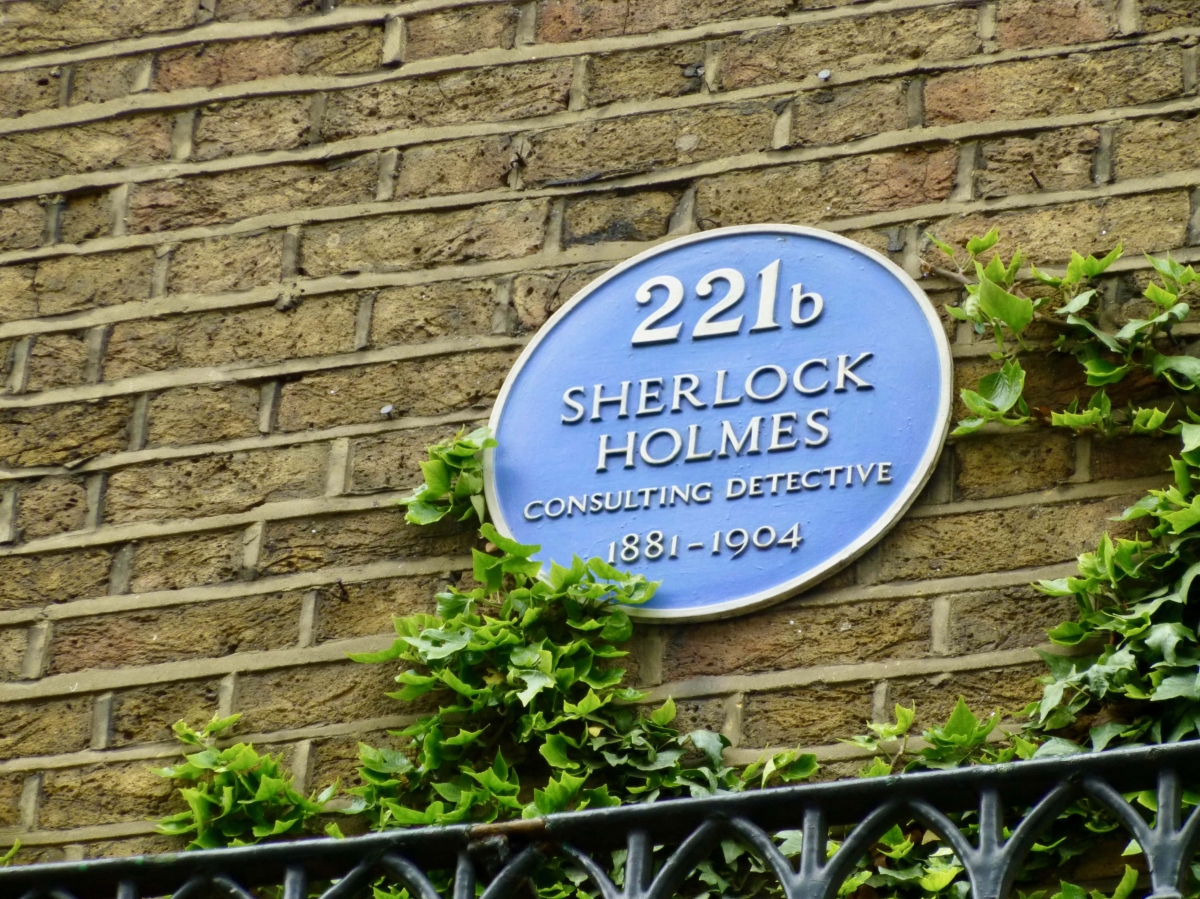 221b
SHERLOCK
HOLMES
CONSULTING DETECTIVE
1881-1904